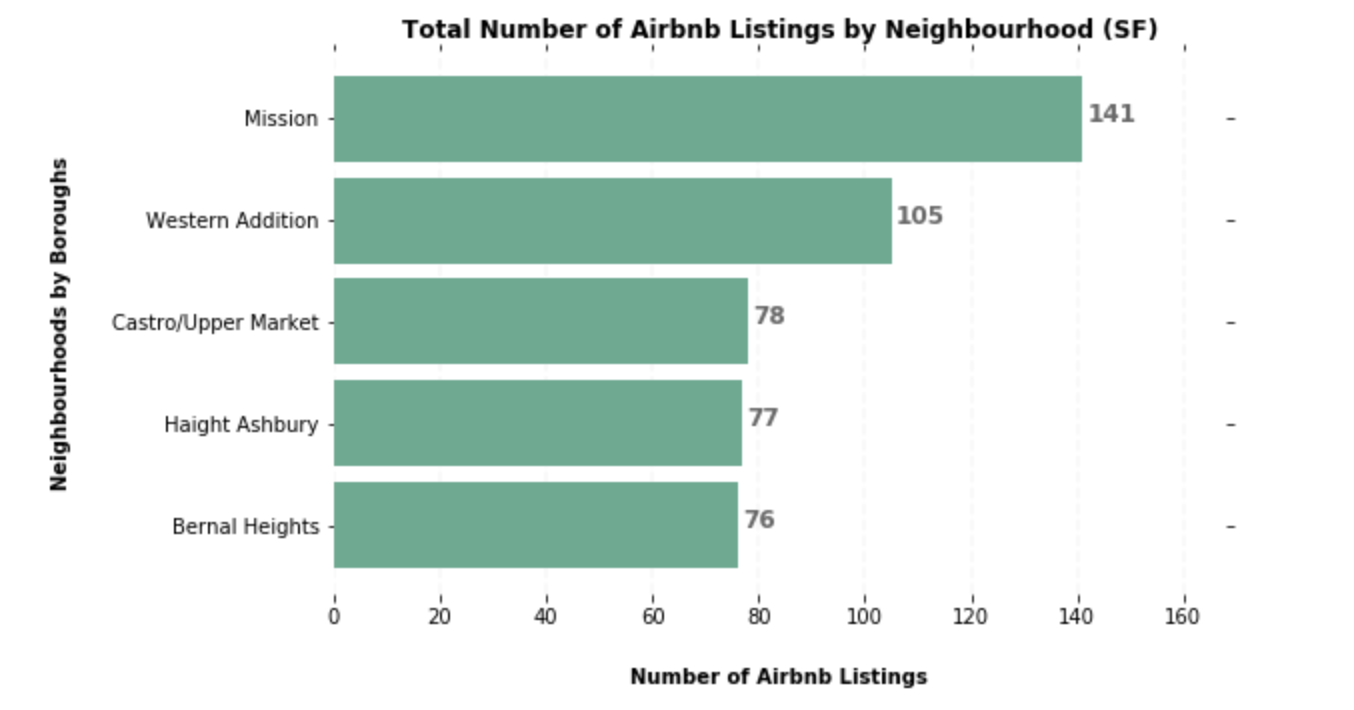 Total Number of Airbnb Listings by Neighbourhood (SF)
Neighbourhoods by Boroughs
Mission
141
Western Addition
105
Castro/Upper Market
78
Haight Ashbury
77
Bernal Heights
76
0 20 40 60 80 100 120 140 160
Number of Airbnb Listings